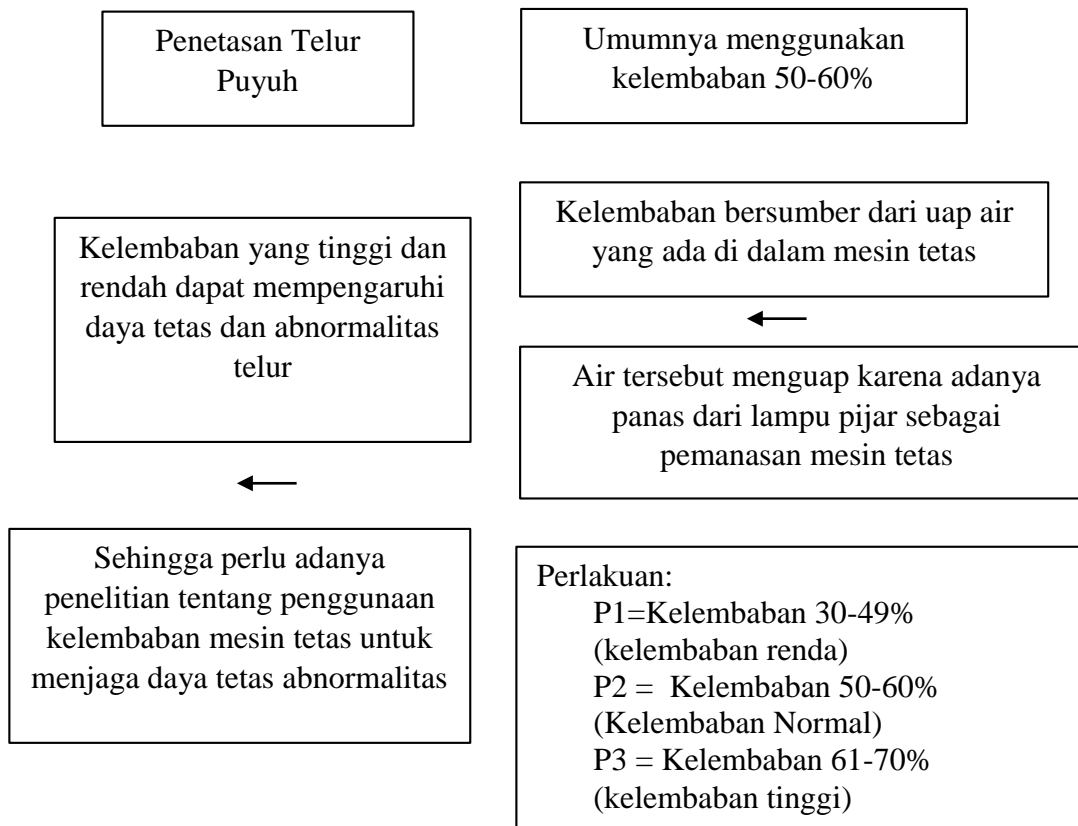 Penetasan Telur
Puyuh
Umumnya menggunakan
kelembaban 50-60%
Kelembaban bersumber dari uap air
yang ada di dalam mesin tetas
Kelembaban yang tinggi dan
rendah dapat mempengaruhi
daya tetas dan abnormalitas
telur
Air tersebut menguap karena adanya
panas dari lampu pijar sebagai
pemanasan mesin tetas
Sehingga perlu adanya
penelitian tentang penggunaan
kelembaban mesin tetas untuk
menjaga daya tetas abnormalitas
Perlakuan:
P1=Kelembaban 30-49%
(kelembaban renda)
P2 = Kelembaban 50-60%
(Kelembaban Normal)
P3 = Kelembaban 61-70%
(kelembaban tinggi)